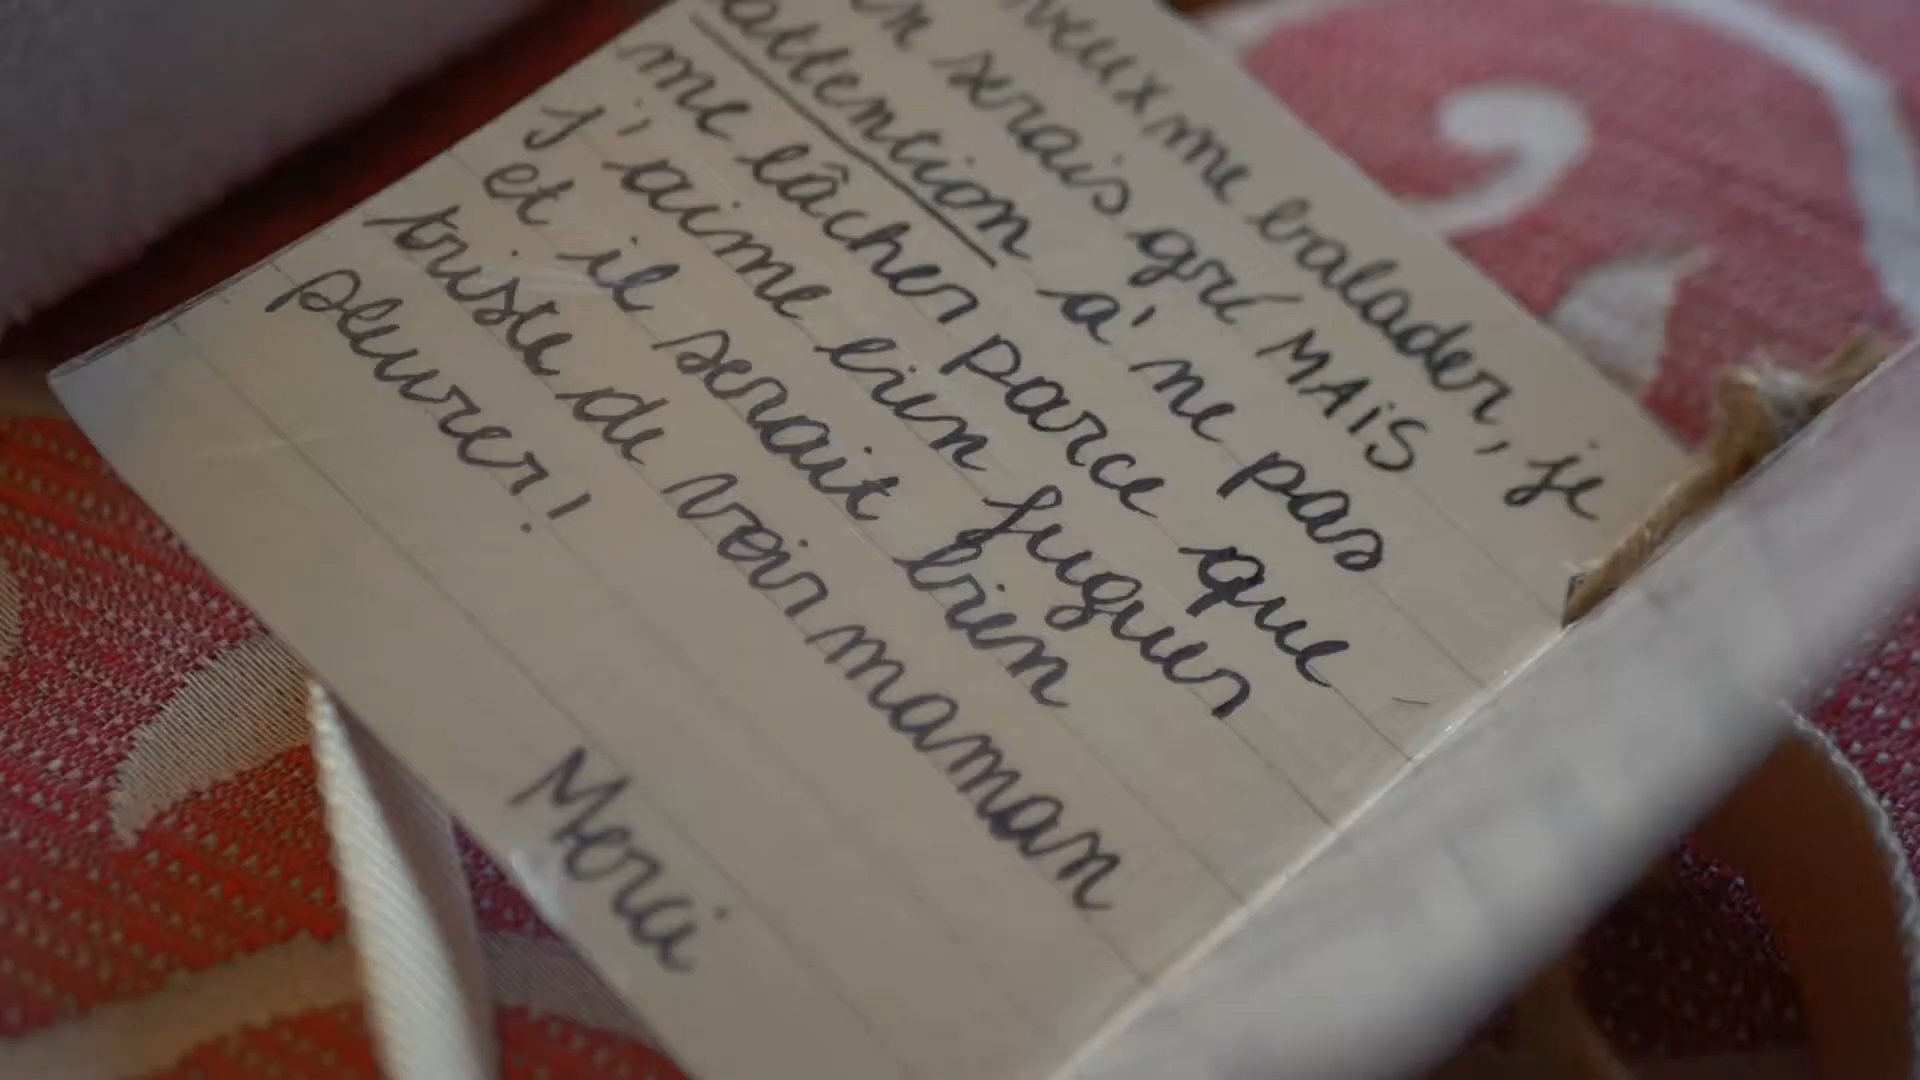 veux me balader, je
serais gré MAiS
attention à ne pas
me lâcher parce que
j'aime bien fuguer
et il serait bien
triste de voir maman
pleurer!
Merci